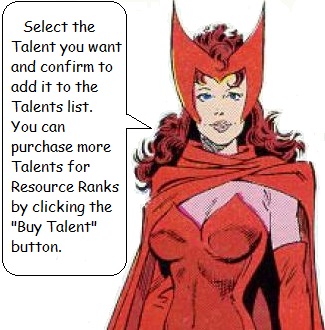 Select the
Talent you want
and confirm to
add it to the
Talents list.
You can
purchase more
Talents for
Resource Ranks
by clicking the
"Buy Talent"
button.